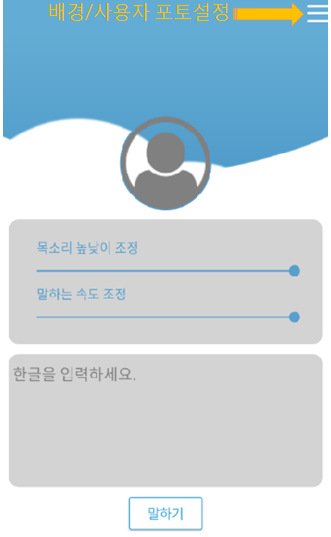 배경/사용자 포토설정
목소리 높낮이 조정
말하는 속도 조정
한글을 입력하세요.
말하기